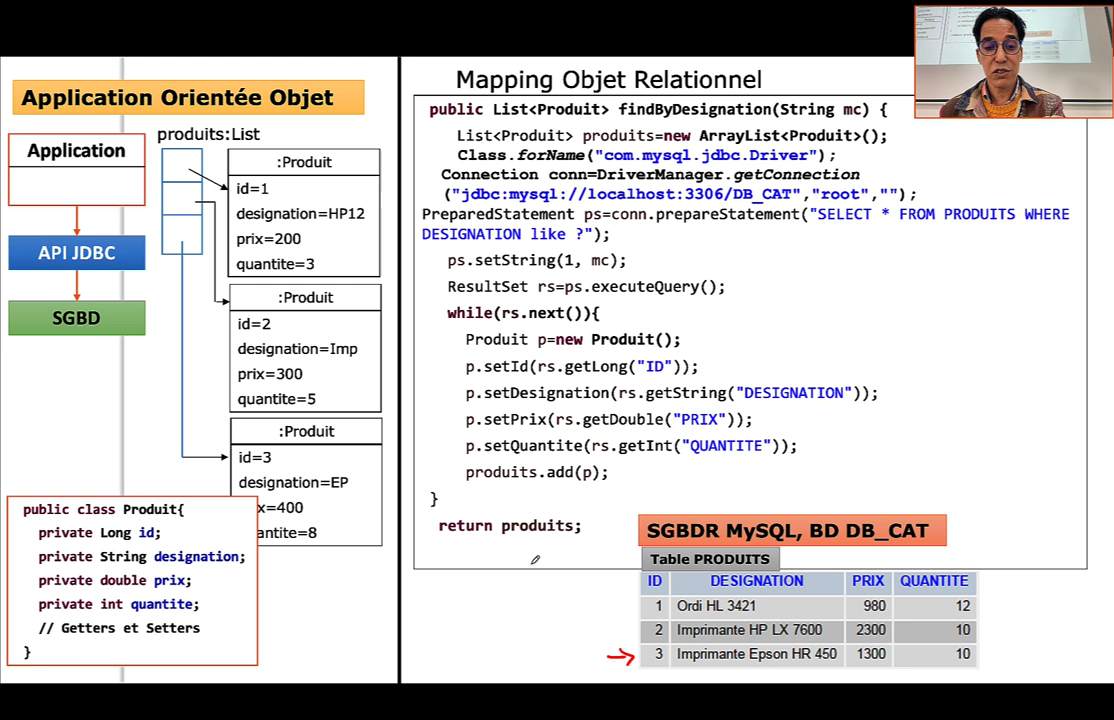 Application Orientée Objet
Application
API JDBC
SGBD
produits:List
:Produit
id=1
designation=HP12
prix=200
quantite=3
:Produit
id=2
designation=Imp
prix=300
quantite=5
:Produit
id=3
designation=EP
x=400
antite=8
public class Produit{
private Long id;
private String designation;
private double prix;
private int quantite;
// Getters et Setters
}
Mapping Objet Relationnel
public List<Produit> findByDesignation(String mc) {
List<Produit> produits=new ArrayList<Produit>();
Class.forName("com.mysql.jdbc.Driver");
Connection conn=DriverManager.getConnection
("jdbc:mysql://localhost:3306/DB_CAT","root","");
PreparedStatement ps=conn.prepareStatement("SELECT * FROM PRODUITS WHERE
DESIGNATION like ?");
ps.setString(1, mc);
ResultSet rs=ps.executeQuery();
while(rs.next()){
Produit p=new Produit();
p.setId(rs.getLong("ID"));
p.setDesignation(rs.getString("DESIGNATION"));
p.setPrix(rs.getDouble("PRIX"));
p.setQuantite(rs.getInt("QUANTITE"));
produits.add(p);
}
return produits;
SGBDR MySQL, BD DB_CAT
Table PRODUITS
ID DESIGNATION PRIX QUANTITE
1 Ordi HL 3421 980 12
2 Imprimante HP LX 7600 2300 10
3 Imprimante Epson HR 450 1300 10